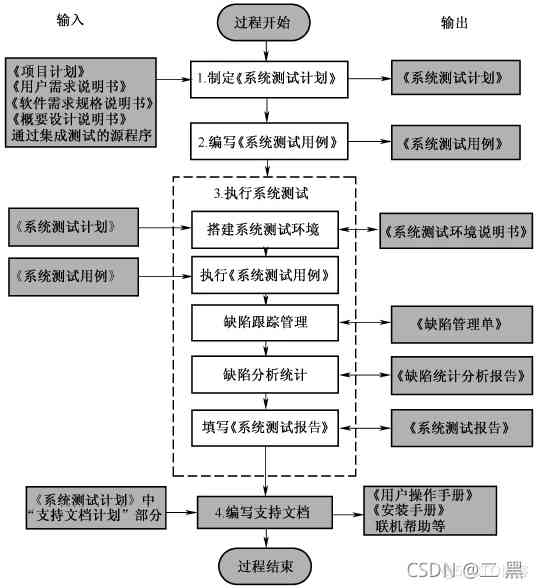 输入
过程开始
输出
《项目计划》
《用户需求说明书》
《软件需求规格说明书》
《概要设计说明书》
通过集成测试的源程序
1.制定《系统测试计划》
《系统测试计划》
2.编写《系统测试用例》
《系统测试用例》
3.执行系统测试
《系统测试计划》
搭建系统测试环境
《系统测试环境说明书》
《系统测试用例》
执行《系统测试用例》
缺陷跟踪管理
《缺陷管理单》
缺陷分析统计
《缺陷统计分析报告》
填写《系统测试报告》
《系统测试报告》
《系统测试计划》中
“支持文档计划”部分
4.编写支持文档
《用户操作手册》
《安装手册》
联机帮助等
过程结束
CSDN @二 黑